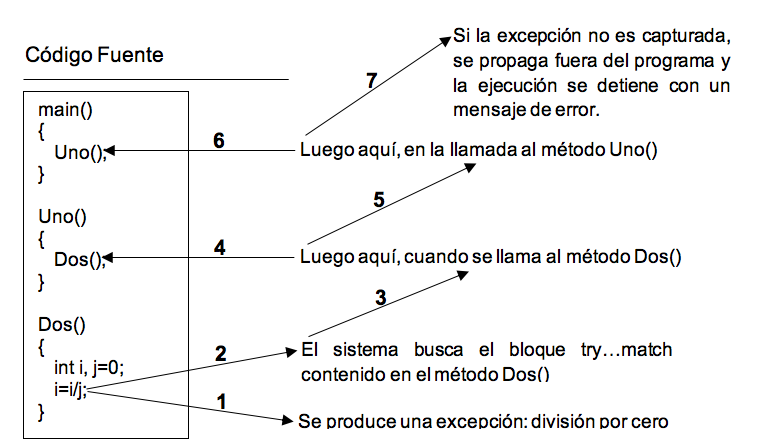 Código Fuente
main()
{
Uno();
}
Uno()
{
Dos();
}
Dos()
{
int i, j=0;
i=i/j;
}
7
Si la excepción no es capturada,
se propaga fuera del programa y
la ejecución se detiene con un
mensaje de error.
6
Luego aquí, en la llamada al método Uno()
5
4
Luego aquí, cuando se llama al método Dos()
3
2
El sistema busca el bloque try…match
contenido en el método Dos()
1
Se produce una excepción: división por cero